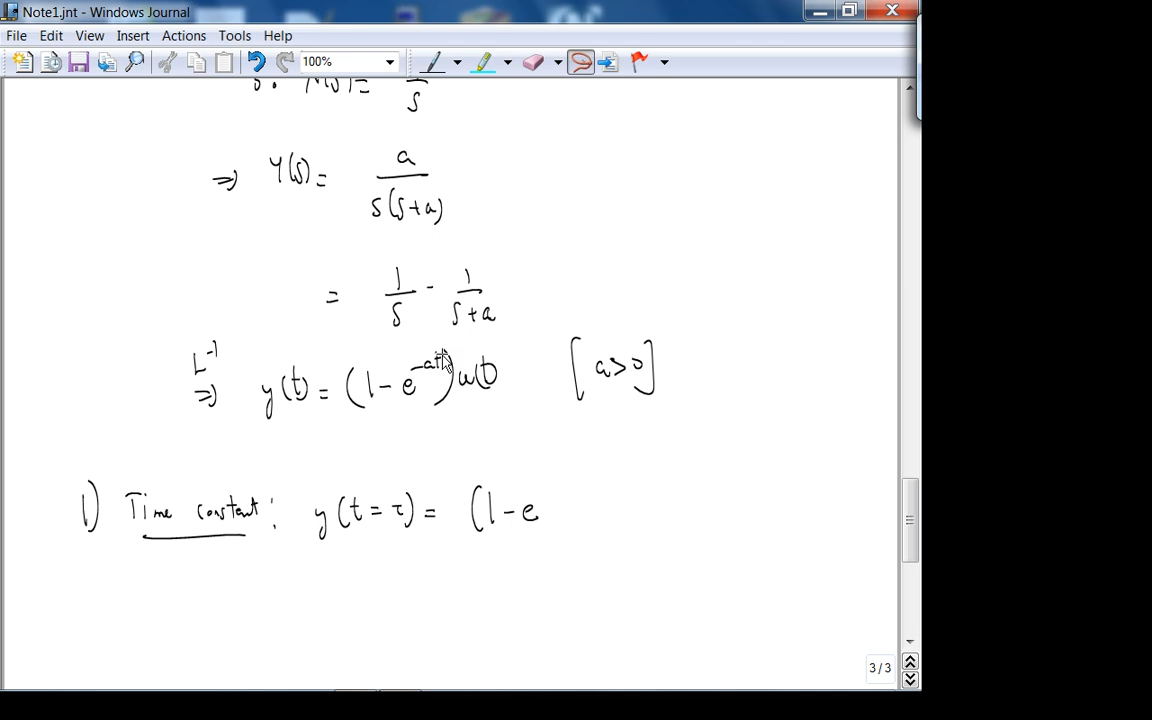 Note1.jnt - Windows Journal
File Edit View Insert Actions Tools Help
100%
s
⇒ Y(s) = a / s(s+a)
= 1/s - 1/(s+a)
L⁻¹
⇒ y(t) = (1 - e^{-at}) u(t) [a>0]
1) Time constant: y(t = τ) = (1 - e
3 / 3